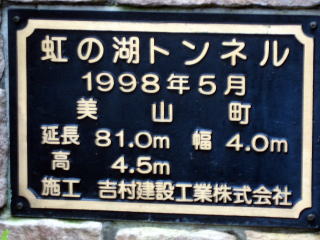 虹の湖トンネル
1998年5月
美山町
延長 81.0m 幅 4.0m
高 4.5m
施工 吉村建設工業株式会社